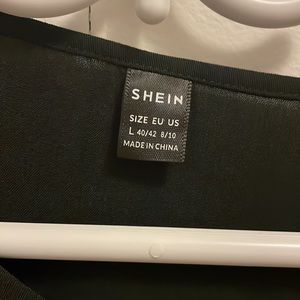 SHEIN
SIZE EU US
L 40/42 8/10
MADE IN CHINA